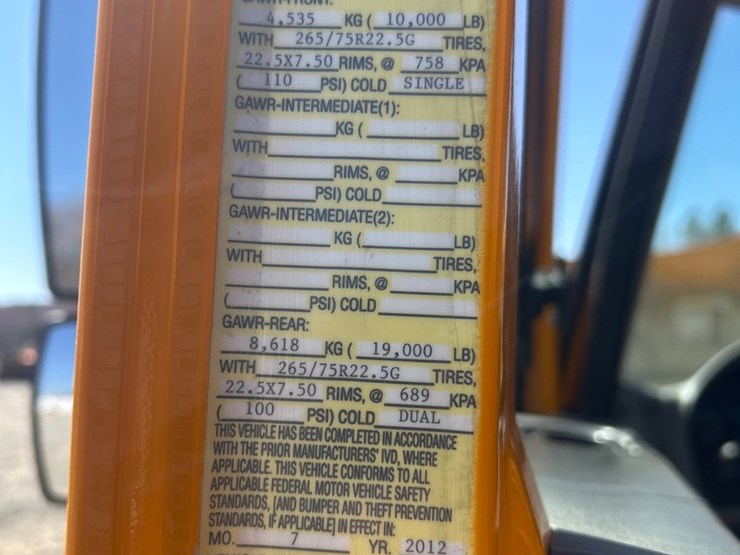 GAWR-FRONT:
4,535 KG ( 10,000 LB)
WITH 265/75R22.5G TIRES,
22.5X7.50 RIMS, @ 758 KPA
( 110 PSI) COLD SINGLE
GAWR-INTERMEDIATE(1):
KG ( LB)
WITH TIRES,
RIMS, @ KPA
( PSI) COLD
GAWR-INTERMEDIATE(2):
KG ( LB)
WITH TIRES,
RIMS, @ KPA
( PSI) COLD
GAWR-REAR:
8,618 KG ( 19,000 LB)
WITH 265/75R22.5G TIRES,
22.5X7.50 RIMS, @ 689 KPA
( 100 PSI) COLD DUAL
THIS VEHICLE HAS BEEN COMPLETED IN ACCORDANCE
WITH THE PRIOR MANUFACTURERS' IVD, WHERE
APPLICABLE. THIS VEHICLE CONFORMS TO ALL
APPLICABLE FEDERAL MOTOR VEHICLE SAFETY
STANDARDS, [AND BUMPER AND THEFT PREVENTION
STANDARDS, IF APPLICABLE] IN EFFECT IN:
MO. 7 YR. 2012